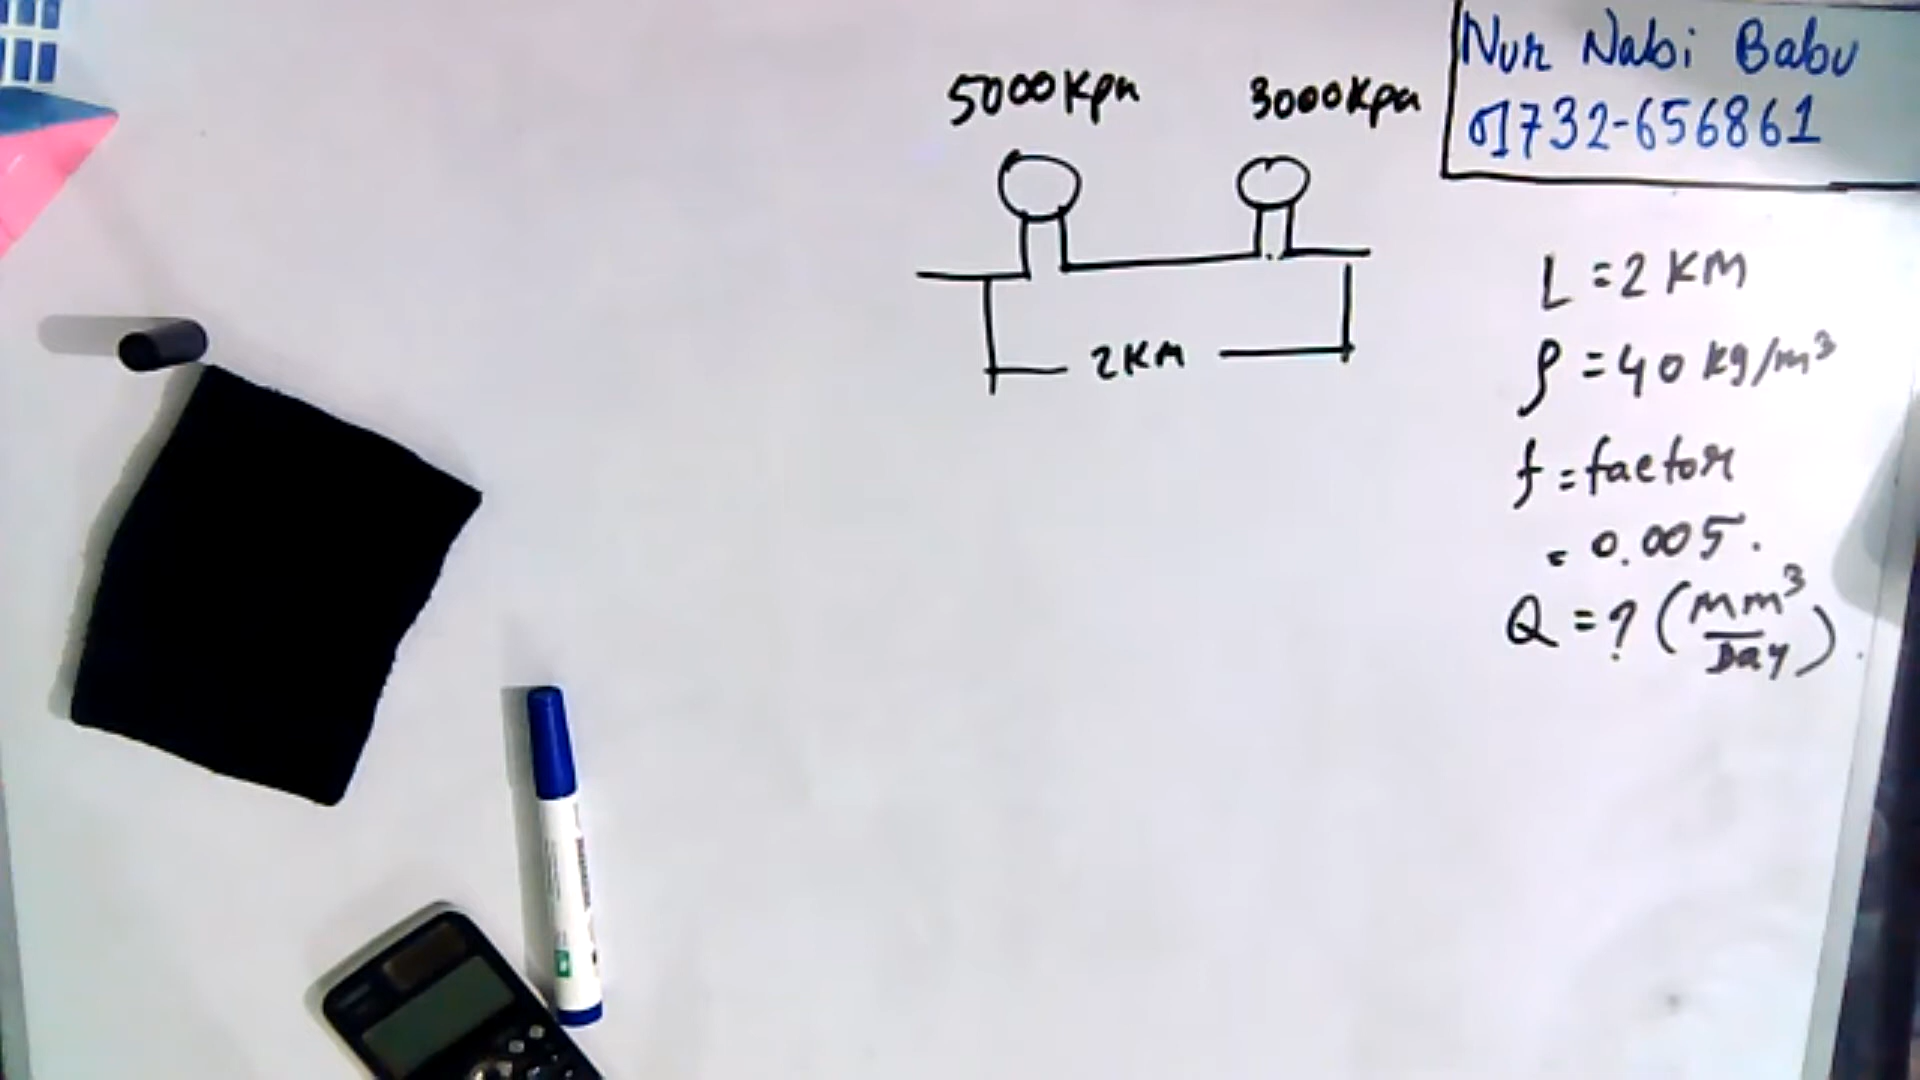 Nur Nabi Babu
01732-656861
5000Kpa
3000Kpa
2KM
L = 2 KM
ρ = 40 kg/m³
f = factor
= 0.005.
Q = ? (Mm³/Day)